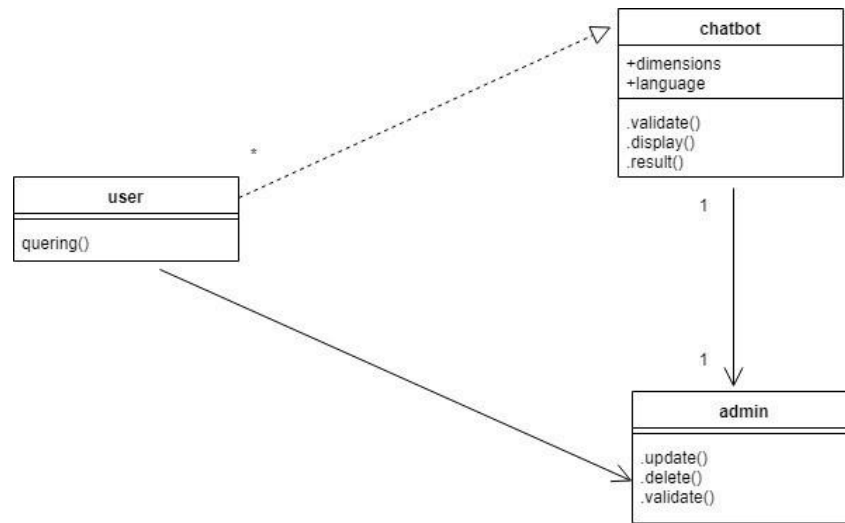 chatbot
+dimensions
+language
.validate()
.display()
.result()
*
user
quering()
1
1
admin
.update()
.delete()
.validate()